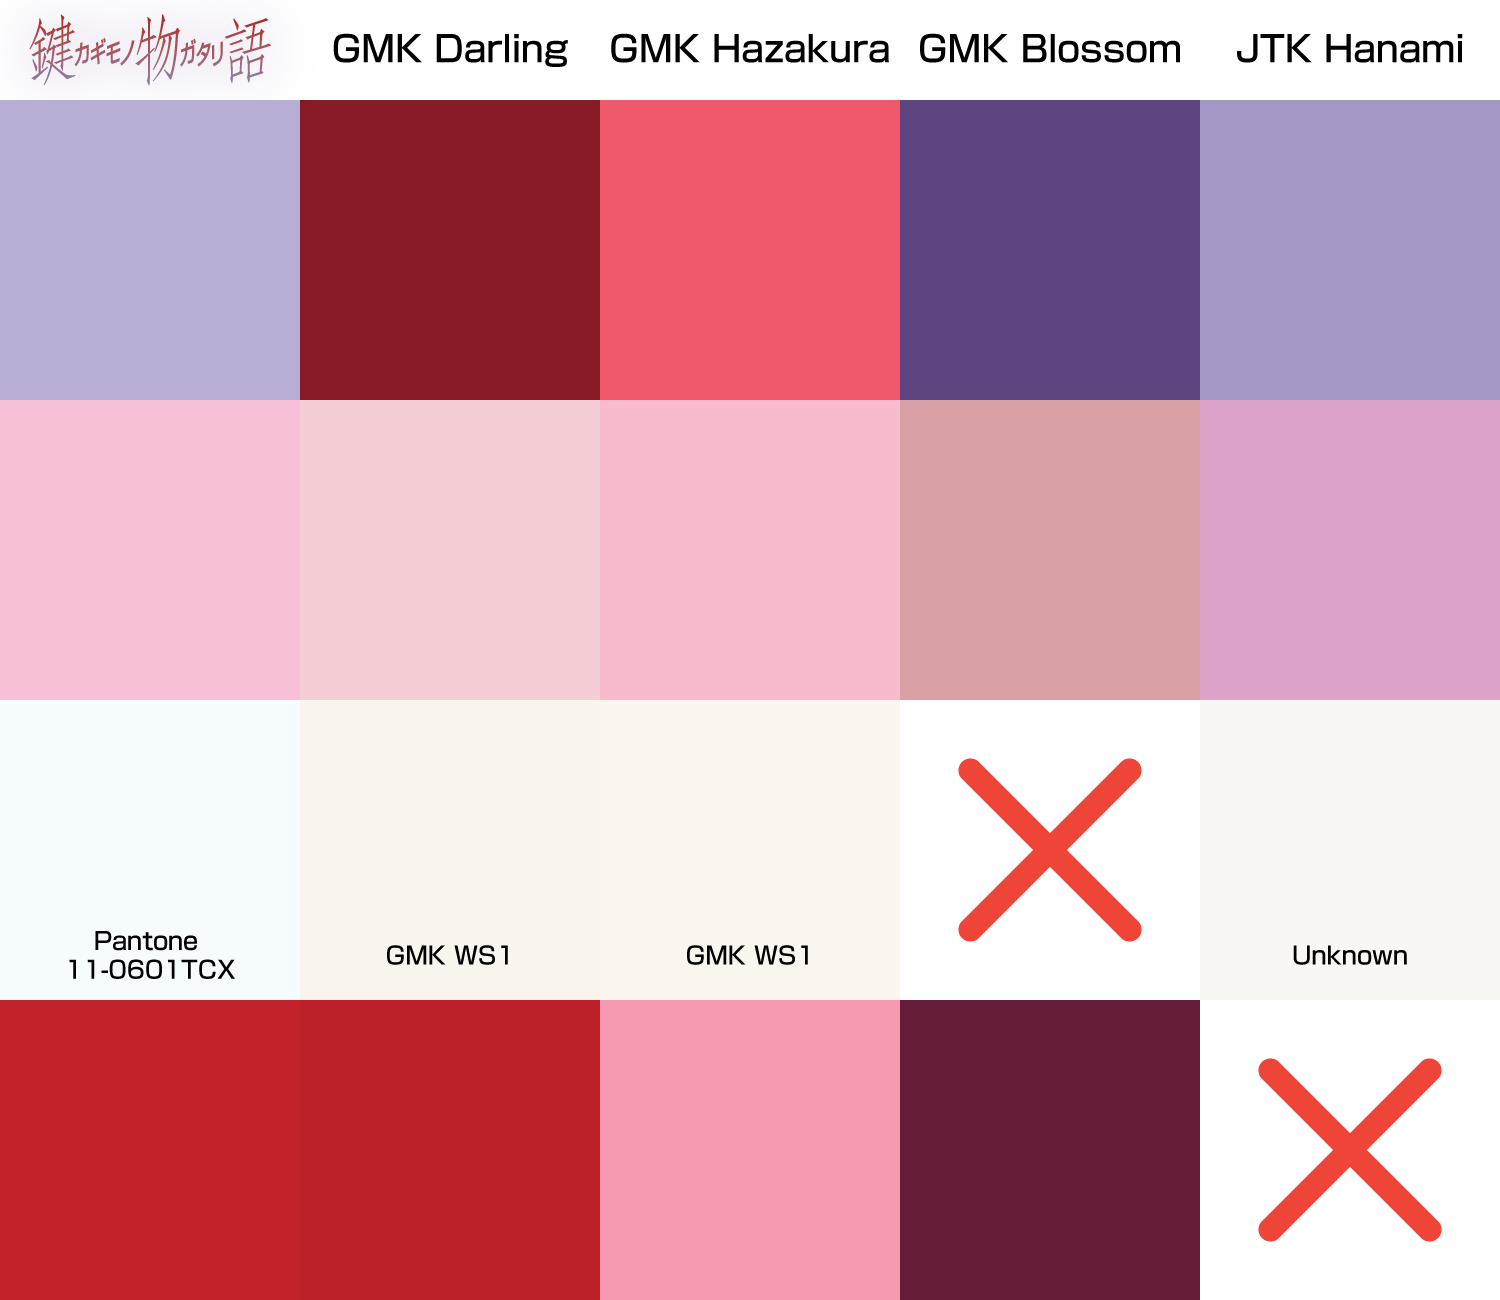 鍵カギモノ物ガタリ語
GMK Darling
GMK Hazakura
GMK Blossom
JTK Hanami
Pantone
11-0601TCX
GMK WS1
GMK WS1
Unknown